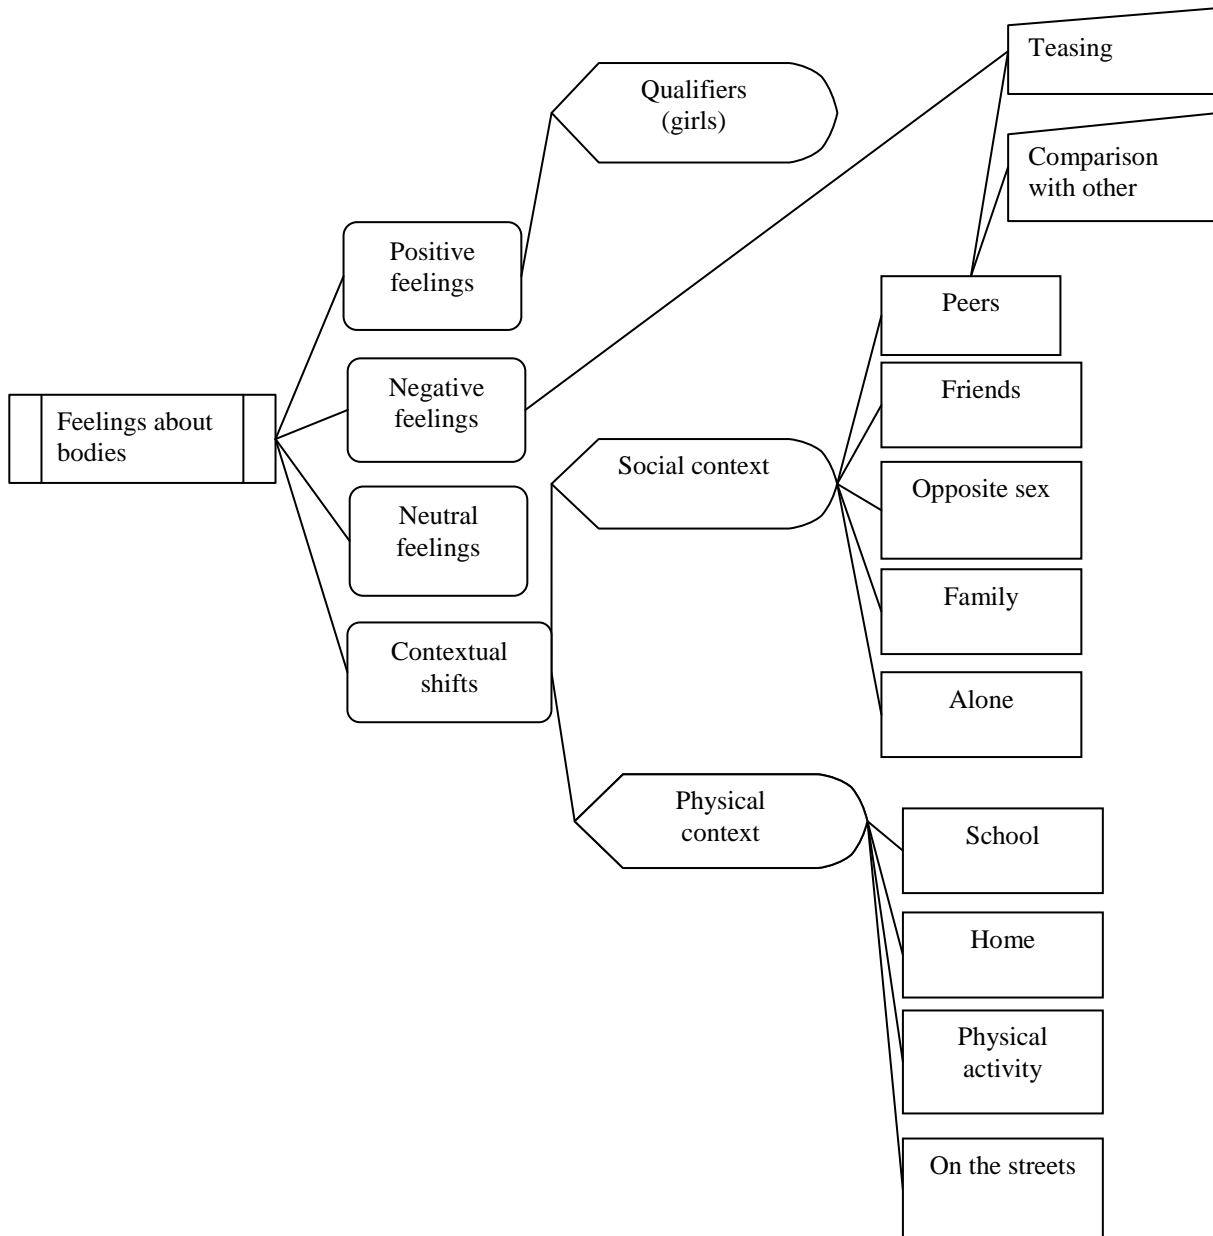 Teasing
Qualifiers
(girls)
Comparison
with other
Positive
feelings
Peers
Negative
feelings
Friends
Feelings about
bodies
Social context
Opposite sex
Neutral
feelings
Family
Contextual
shifts
Alone
Physical
context
School
Home
Physical
activity
On the streets